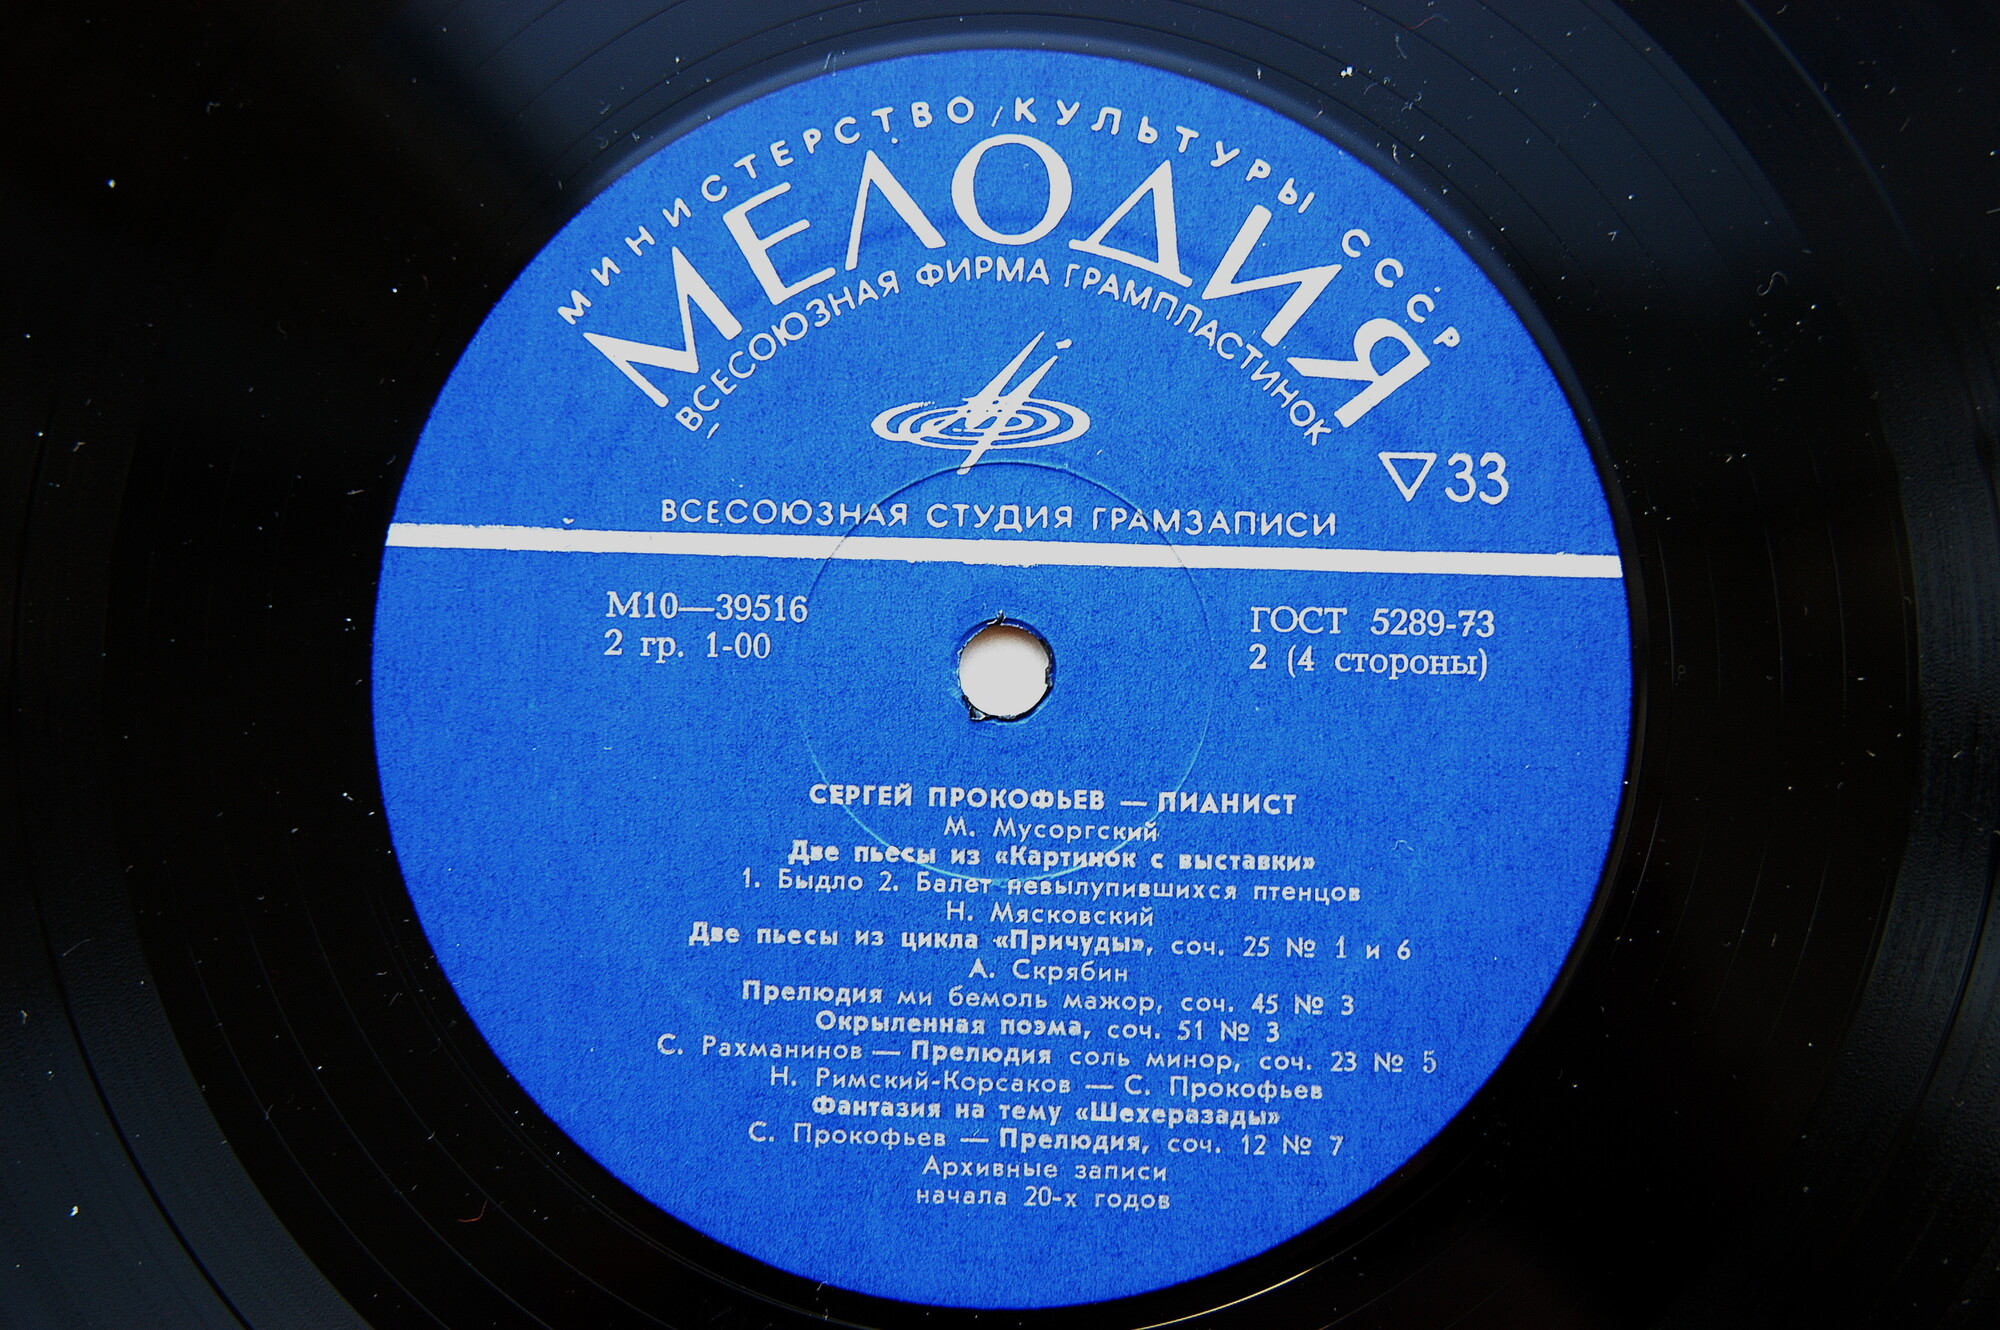 МИНИСТЕРСТВО КУЛЬТУРЫ СССР
МЕЛОДИЯ
ВСЕСОЮЗНАЯ ФИРМА ГРАМПЛАСТИНОК
33
ВСЕСОЮЗНАЯ СТУДИЯ ГРАМЗАПИСИ
М10—39516
2 гр. 1-00
ГОСТ 5289-73
2 (4 стороны)
СЕРГЕЙ ПРОКОФЬЕВ — ПИАНИСТ
М. Мусоргский
Две пьесы из «Картинок с выставки»
1. Быдло 2. Балет невылупившихся птенцов
Н. Мясковский
Две пьесы из цикла «Причуды», соч. 25 № 1 и 6
А. Скрябин
Прелюдия ми бемоль мажор, соч. 45 № 3
Окрыленная поэма, соч. 51 № 3
С. Рахманинов — Прелюдия соль минор, соч. 23 № 5
Н. Римский-Корсаков — С. Прокофьев
Фантазия на тему «Шехеразады»
С. Прокофьев — Прелюдия, соч. 12 № 7
Архивные записи
начала 20-х годов